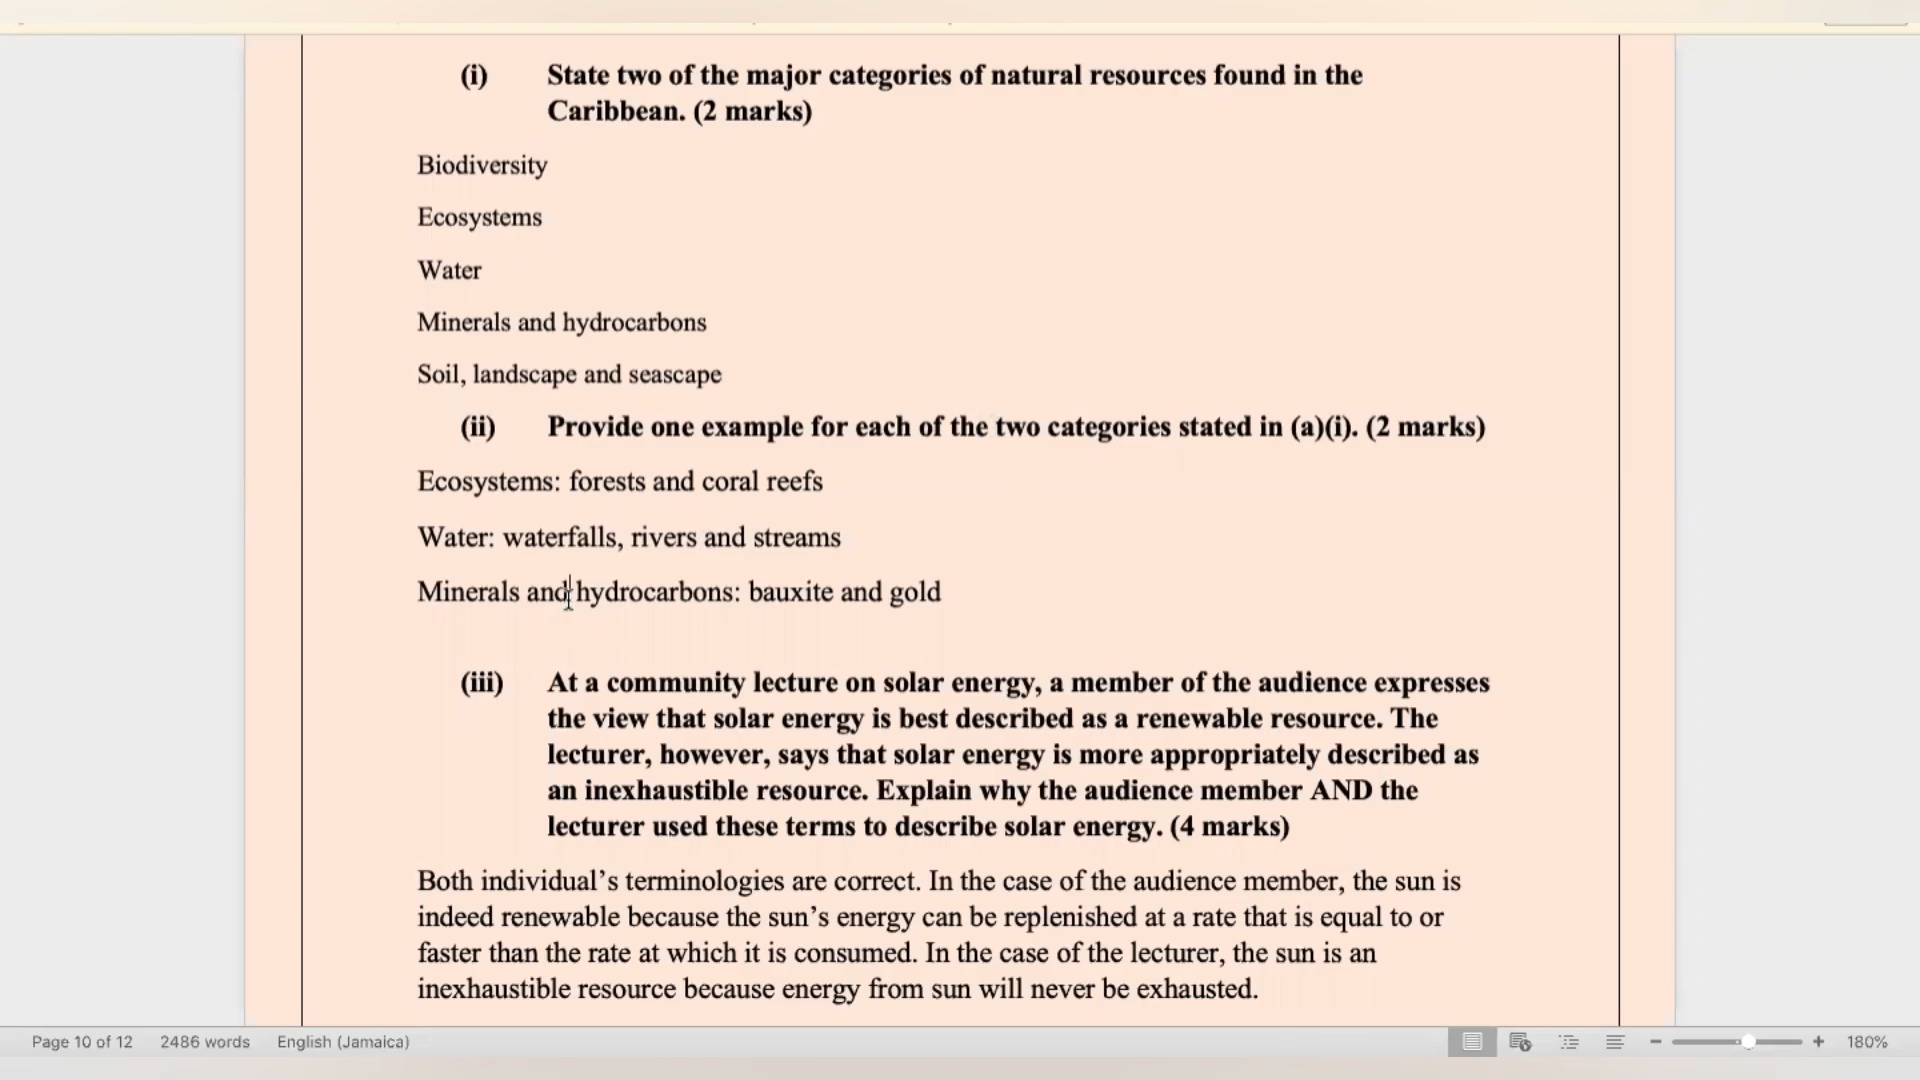 (i) State two of the major categories of natural resources found in the
Caribbean. (2 marks)
Biodiversity
Ecosystems
Water
Minerals and hydrocarbons
Soil, landscape and seascape
(ii) Provide one example for each of the two categories stated in (a)(i). (2 marks)
Ecosystems: forests and coral reefs
Water: waterfalls, rivers and streams
Minerals and hydrocarbons: bauxite and gold
(iii) At a community lecture on solar energy, a member of the audience expresses
the view that solar energy is best described as a renewable resource. The
lecturer, however, says that solar energy is more appropriately described as
an inexhaustible resource. Explain why the audience member AND the
lecturer used these terms to describe solar energy. (4 marks)
Both individual’s terminologies are correct. In the case of the audience member, the sun is
indeed renewable because the sun’s energy can be replenished at a rate that is equal to or
faster than the rate at which it is consumed. In the case of the lecturer, the sun is an
inexhaustible resource because energy from sun will never be exhausted.
Page 10 of 12 2486 words English (Jamaica) 180%